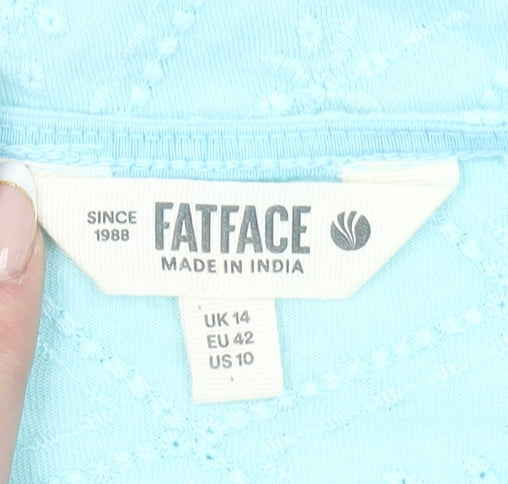 SINCE
1988
FATFACE
MADE IN INDIA
UK 14
EU 42
US 10